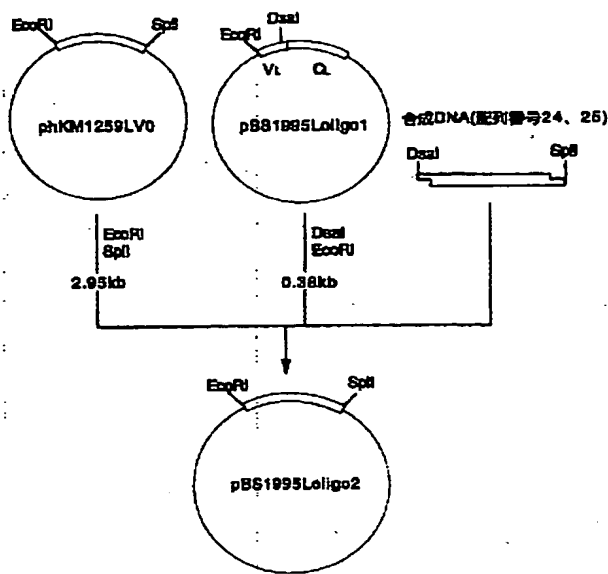 EcoRI
SplI
phKM1259LV0
DsaI
EcoRI
VL
CL
pBS1995Loligo1
合成DNA(配列番号24、25)
DsaI
SplI
EcoRI
SplI
2.95kb
DsaI
EcoRI
0.38kb
EcoRI
SplI
pBS1995Loligo2